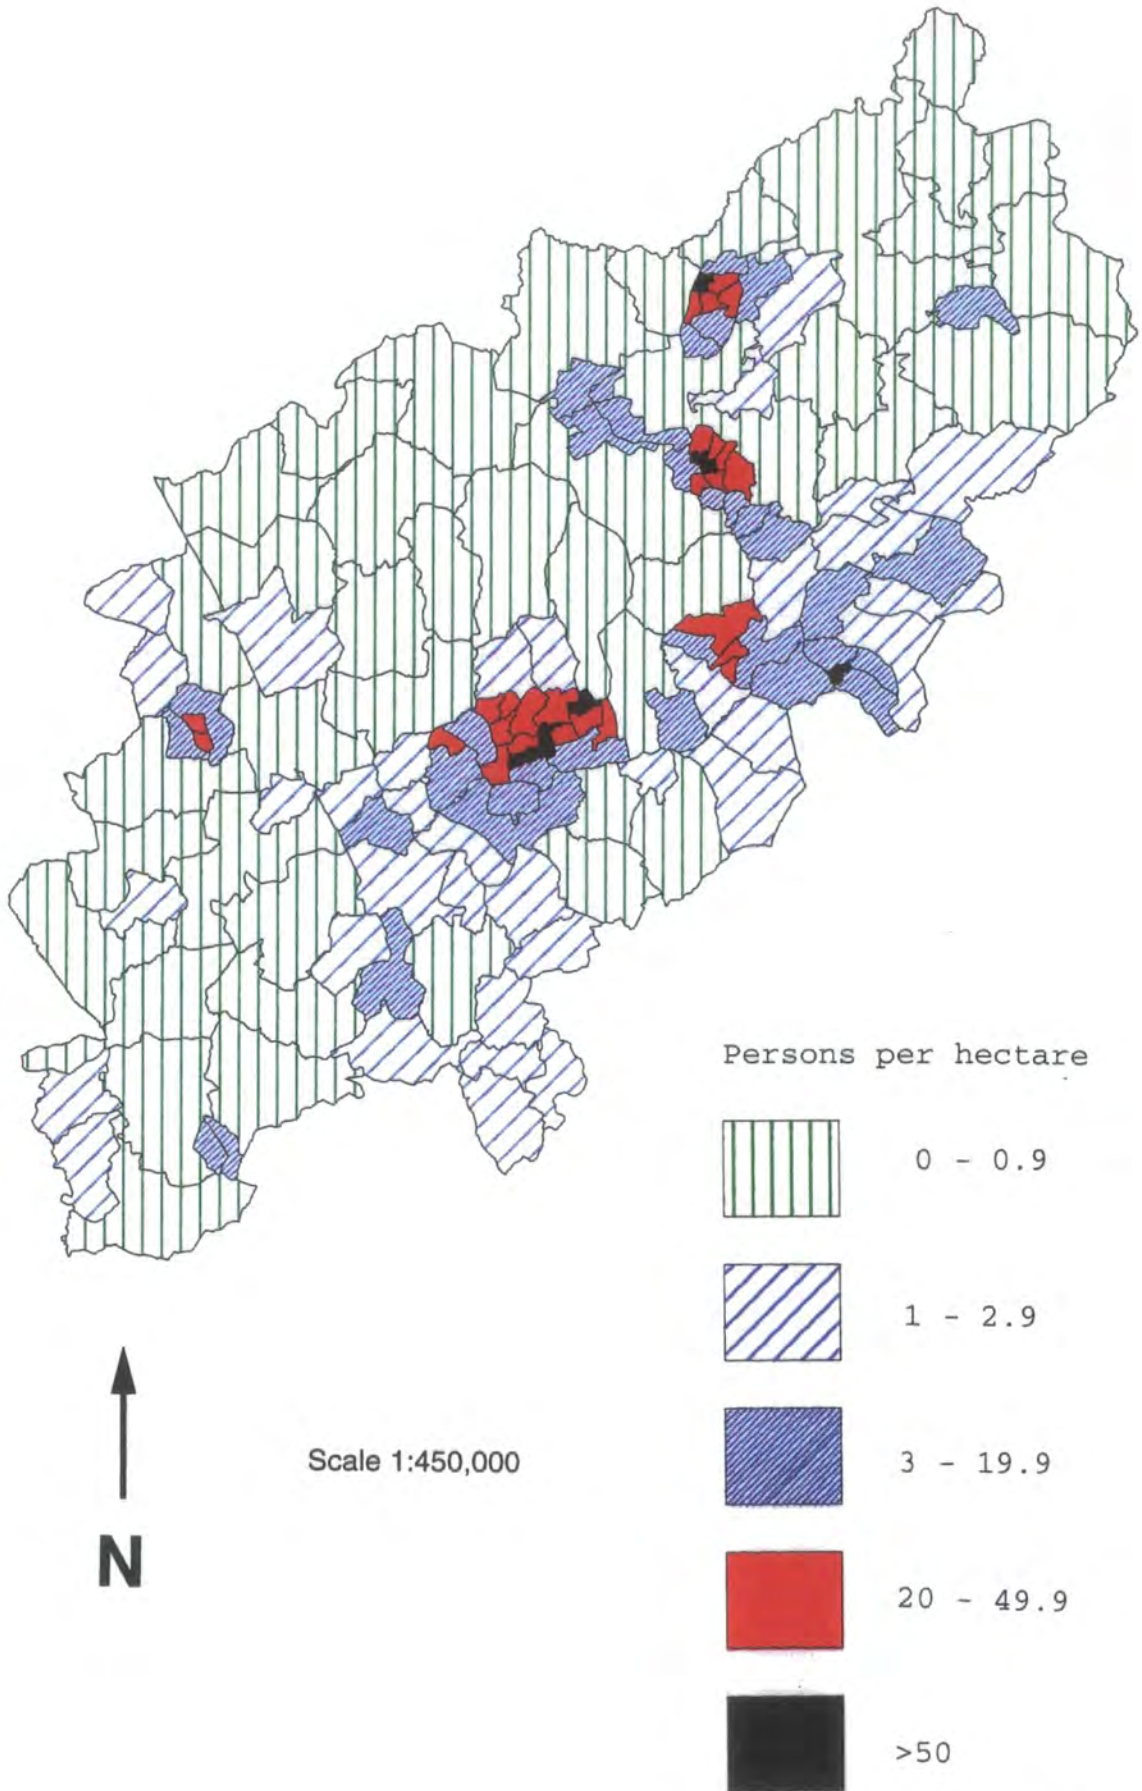 Persons per hectare
0 - 0.9
1 - 2.9
3 - 19.9
20 - 49.9
>50
Scale 1:450,000
N